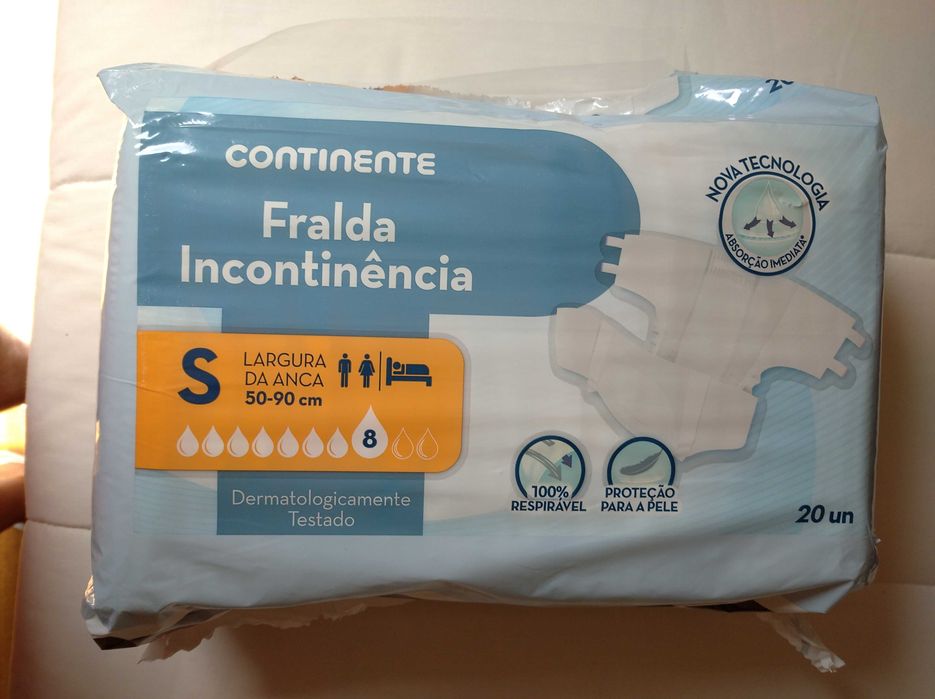 CONTINENTE
Fralda
Incontinência
S
LARGURA
DA ANCA
50-90 cm
8
Dermatologicamente
Testado
NOVA TECNOLOGIA
ABSORÇÃO IMEDIATA*
100%
RESPIRÁVEL
PROTEÇÃO
PARA A PELE
20 un